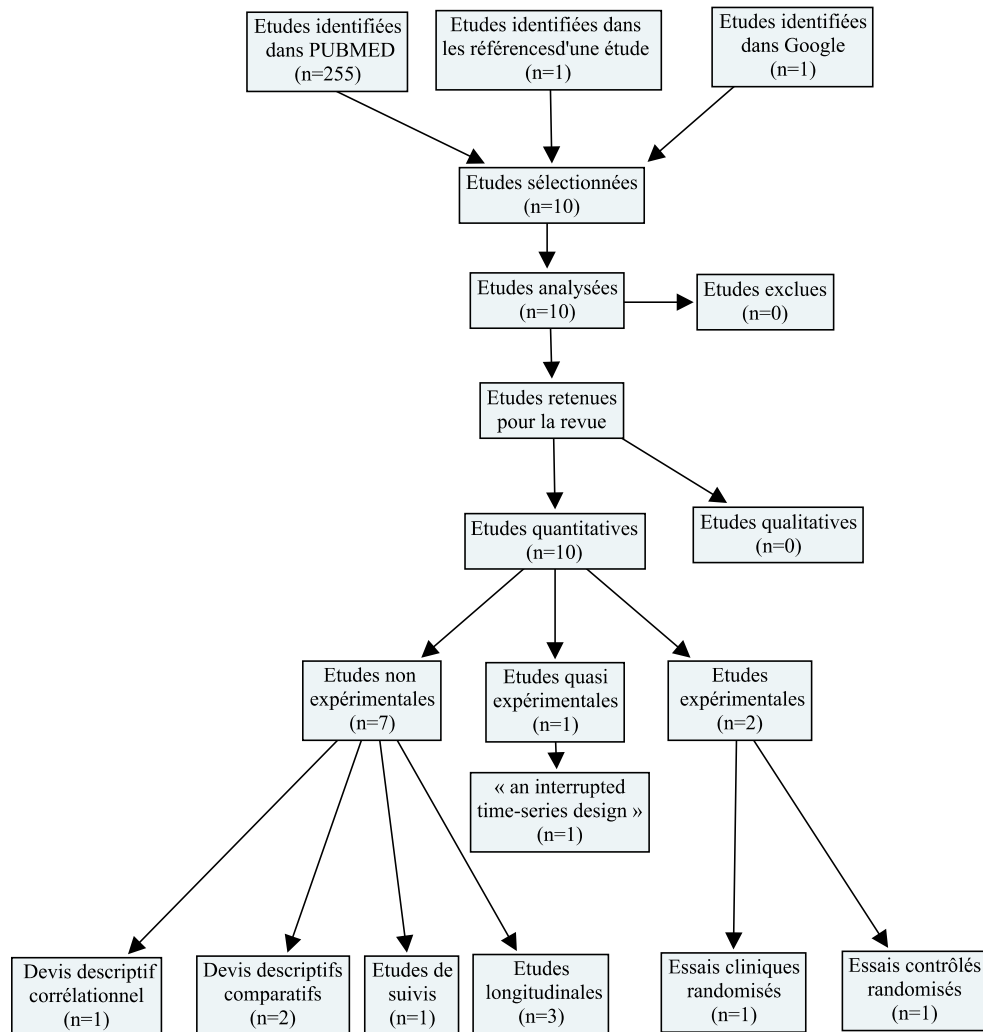 Etudes identifiées
dans PUBMED
(n=255)
Etudes identifiées dans
les référencesd'une étude
(n=1)
Etudes identifiées
dans Google
(n=1)
Etudes sélectionnées
(n=10)
Etudes analysées
(n=10)
Etudes exclues
(n=0)
Etudes retenues
pour la revue
Etudes quantitatives
(n=10)
Etudes qualitatives
(n=0)
Etudes non
expérimentales
(n=7)
Etudes quasi
expérimentales
(n=1)
Etudes
expérimentales
(n=2)
« an interrupted
time-series design »
(n=1)
Devis descriptif
corrélationnel
(n=1)
Devis descriptifs
comparatifs
(n=2)
Etudes de
suivis
(n=1)
Etudes
longitudinales
(n=3)
Essais cliniques
randomisés
(n=1)
Essais contrôlés
randomisés
(n=1)